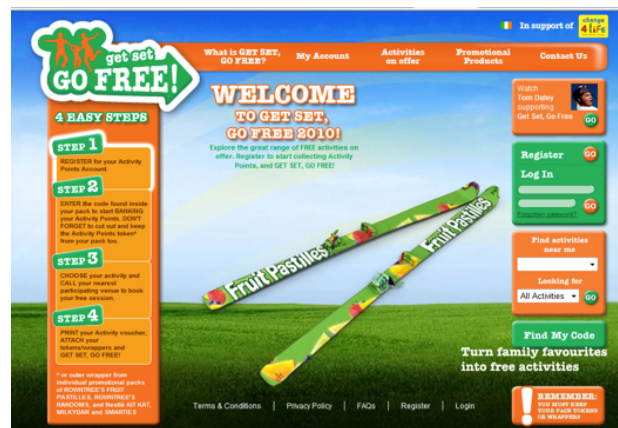 In support of
change
4 LIFE
get set
GO FREE!
What is GET SET,
GO FREE?
My Account
Activities
on offer
Promotional
Products
Contact Us
4 EASY STEPS
STEP 1
REGISTER for your Activity
Points Account.
STEP 2
ENTER the code found inside
your pack to start BANKING
your Activity Points. DON'T
FORGET to cut out and keep
the Activity Points token*
from your pack too.
STEP 3
CHOOSE your activity and
CALL your nearest
participating venue to book
your free session.
STEP 4
PRINT your Activity voucher,
ATTACH your
tokens/wrappers and
GET SET, GO FREE!
* or outer wrapper from
individual promotional packs
of ROWNTREE'S FRUIT
PASTILLES, ROWNTREE'S
RANDOMS, and Nestlé KIT KAT,
MILKYBAR and SMARTIES
WELCOME
TO GET SET,
GO FREE 2010!
Explore the great range of FREE activities on
offer. Register to start collecting Activity
Points, and GET SET, GO FREE!
Fruit Pastilles
Fruit Pastilles
Watch
Tom Daley
supporting
Get Set, Go Free
GO
Register
GO
Log In
GO
Forgotten password?
Find activities
near me
Looking for
All Activities
GO
Find My Code
Turn family favourites
into free activities
REMEMBER:
YOU MUST KEEP
YOUR PACK TOKENS
OR WRAPPERS
Terms & Conditions | Privacy Policy | FAQs | Register | Login